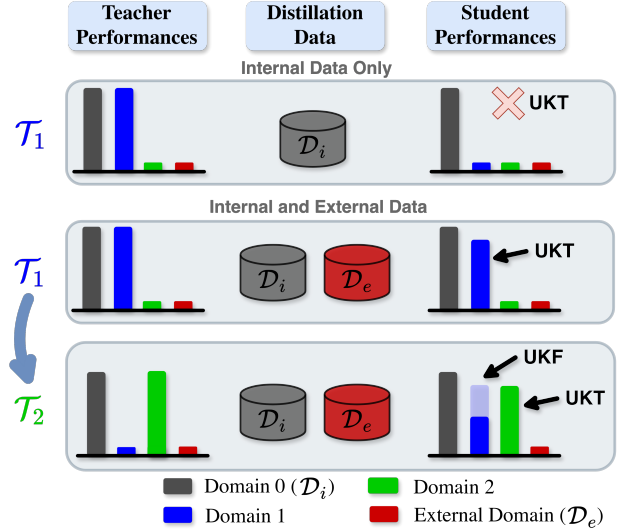 Teacher Performances
Distillation Data
Student Performances
Internal Data Only
𝒯₁
𝒟ᵢ
UKT
Internal and External Data
𝒯₁
𝒟ᵢ
𝒟ₑ
UKT
𝒯₂
𝒟ᵢ
𝒟ₑ
UKF
UKT
Domain 0 (𝒟ᵢ)
Domain 2
Domain 1
External Domain (𝒟ₑ)